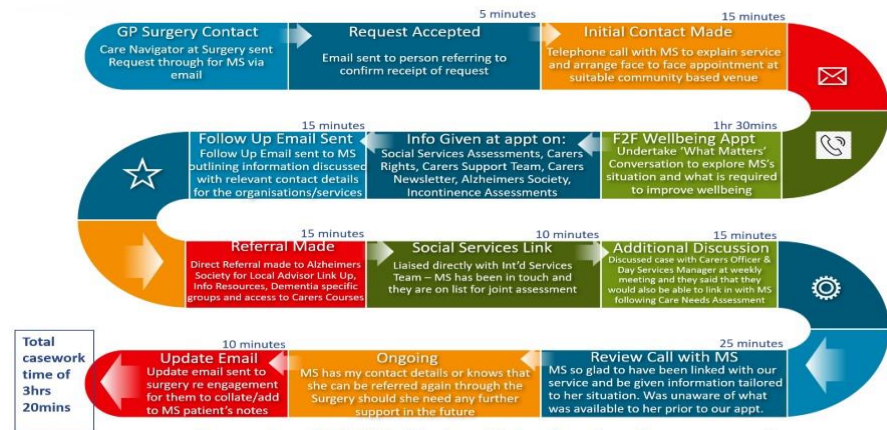 5 minutes
15 minutes
GP Surgery Contact
Care Navigator at Surgery sent
Request through for MS via
email
Request Accepted
Email sent to person referring to
confirm receipt of request
Initial Contact Made
Telephone call with MS to explain service
and arrange face to face appointment at
suitable community based venue
1hr 30mins
F2F Wellbeing Appt
Undertake 'What Matters'
Conversation to explore MS's
situation and what is required
to improve wellbeing
Info Given at appt on:
Social Services Assessments, Carers
Rights, Carers Support Team, Carers
Newsletter, Alzheimers Society,
Incontinence Assessments
15 minutes
Follow Up Email Sent
Follow Up Email sent to MS
outlining information discussed
with relevant contact details
for the organisations/services
15 minutes
Referral Made
Direct Referral made to Alzheimers
Society for Local Advisor Link Up,
Info Resources, Dementia specific
groups and access to Carers Courses
10 minutes
Social Services Link
Liaised directly with Int'd Services
Team – MS has been in touch and
they are on list for joint assessment
15 minutes
Additional Discussion
Discussed case with Carers Officer &
Day Services Manager at weekly
meeting and they said that they
would also be able to link in with MS
following Care Needs Assessment
25 minutes
Review Call with MS
MS so glad to have been linked with our
service and be given information tailored
to her situation. Was unaware of what
was available to her prior to our appt.
Ongoing
MS has my contact details or knows that
she can be referred again through the
Surgery should she need any further
support in the future
10 minutes
Update Email
Update email sent to
surgery re engagement
for them to collate/add
to MS patient's notes
Total
casework
time of
3hrs
20mins